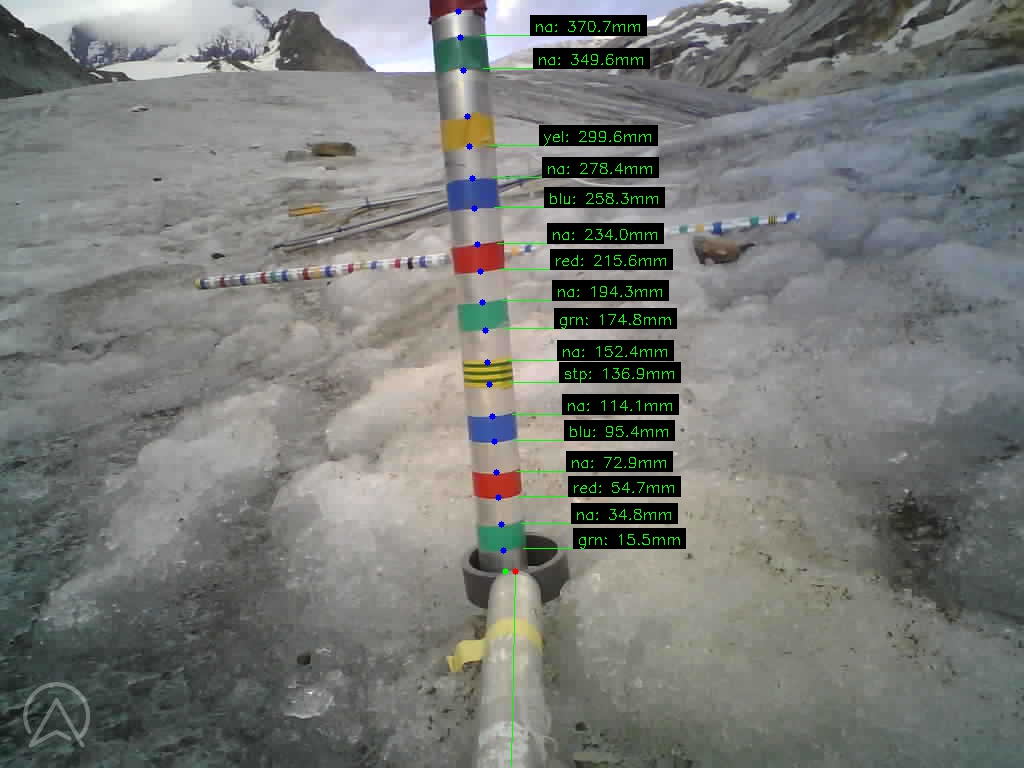 na: 370.7mm
na: 349.6mm
yel: 299.6mm
na: 278.4mm
blu: 258.3mm
na: 234.0mm
red: 215.6mm
na: 194.3mm
grn: 174.8mm
na: 152.4mm
stp: 136.9mm
na: 114.1mm
blu: 95.4mm
na: 72.9mm
red: 54.7mm
na: 34.8mm
grn: 15.5mm